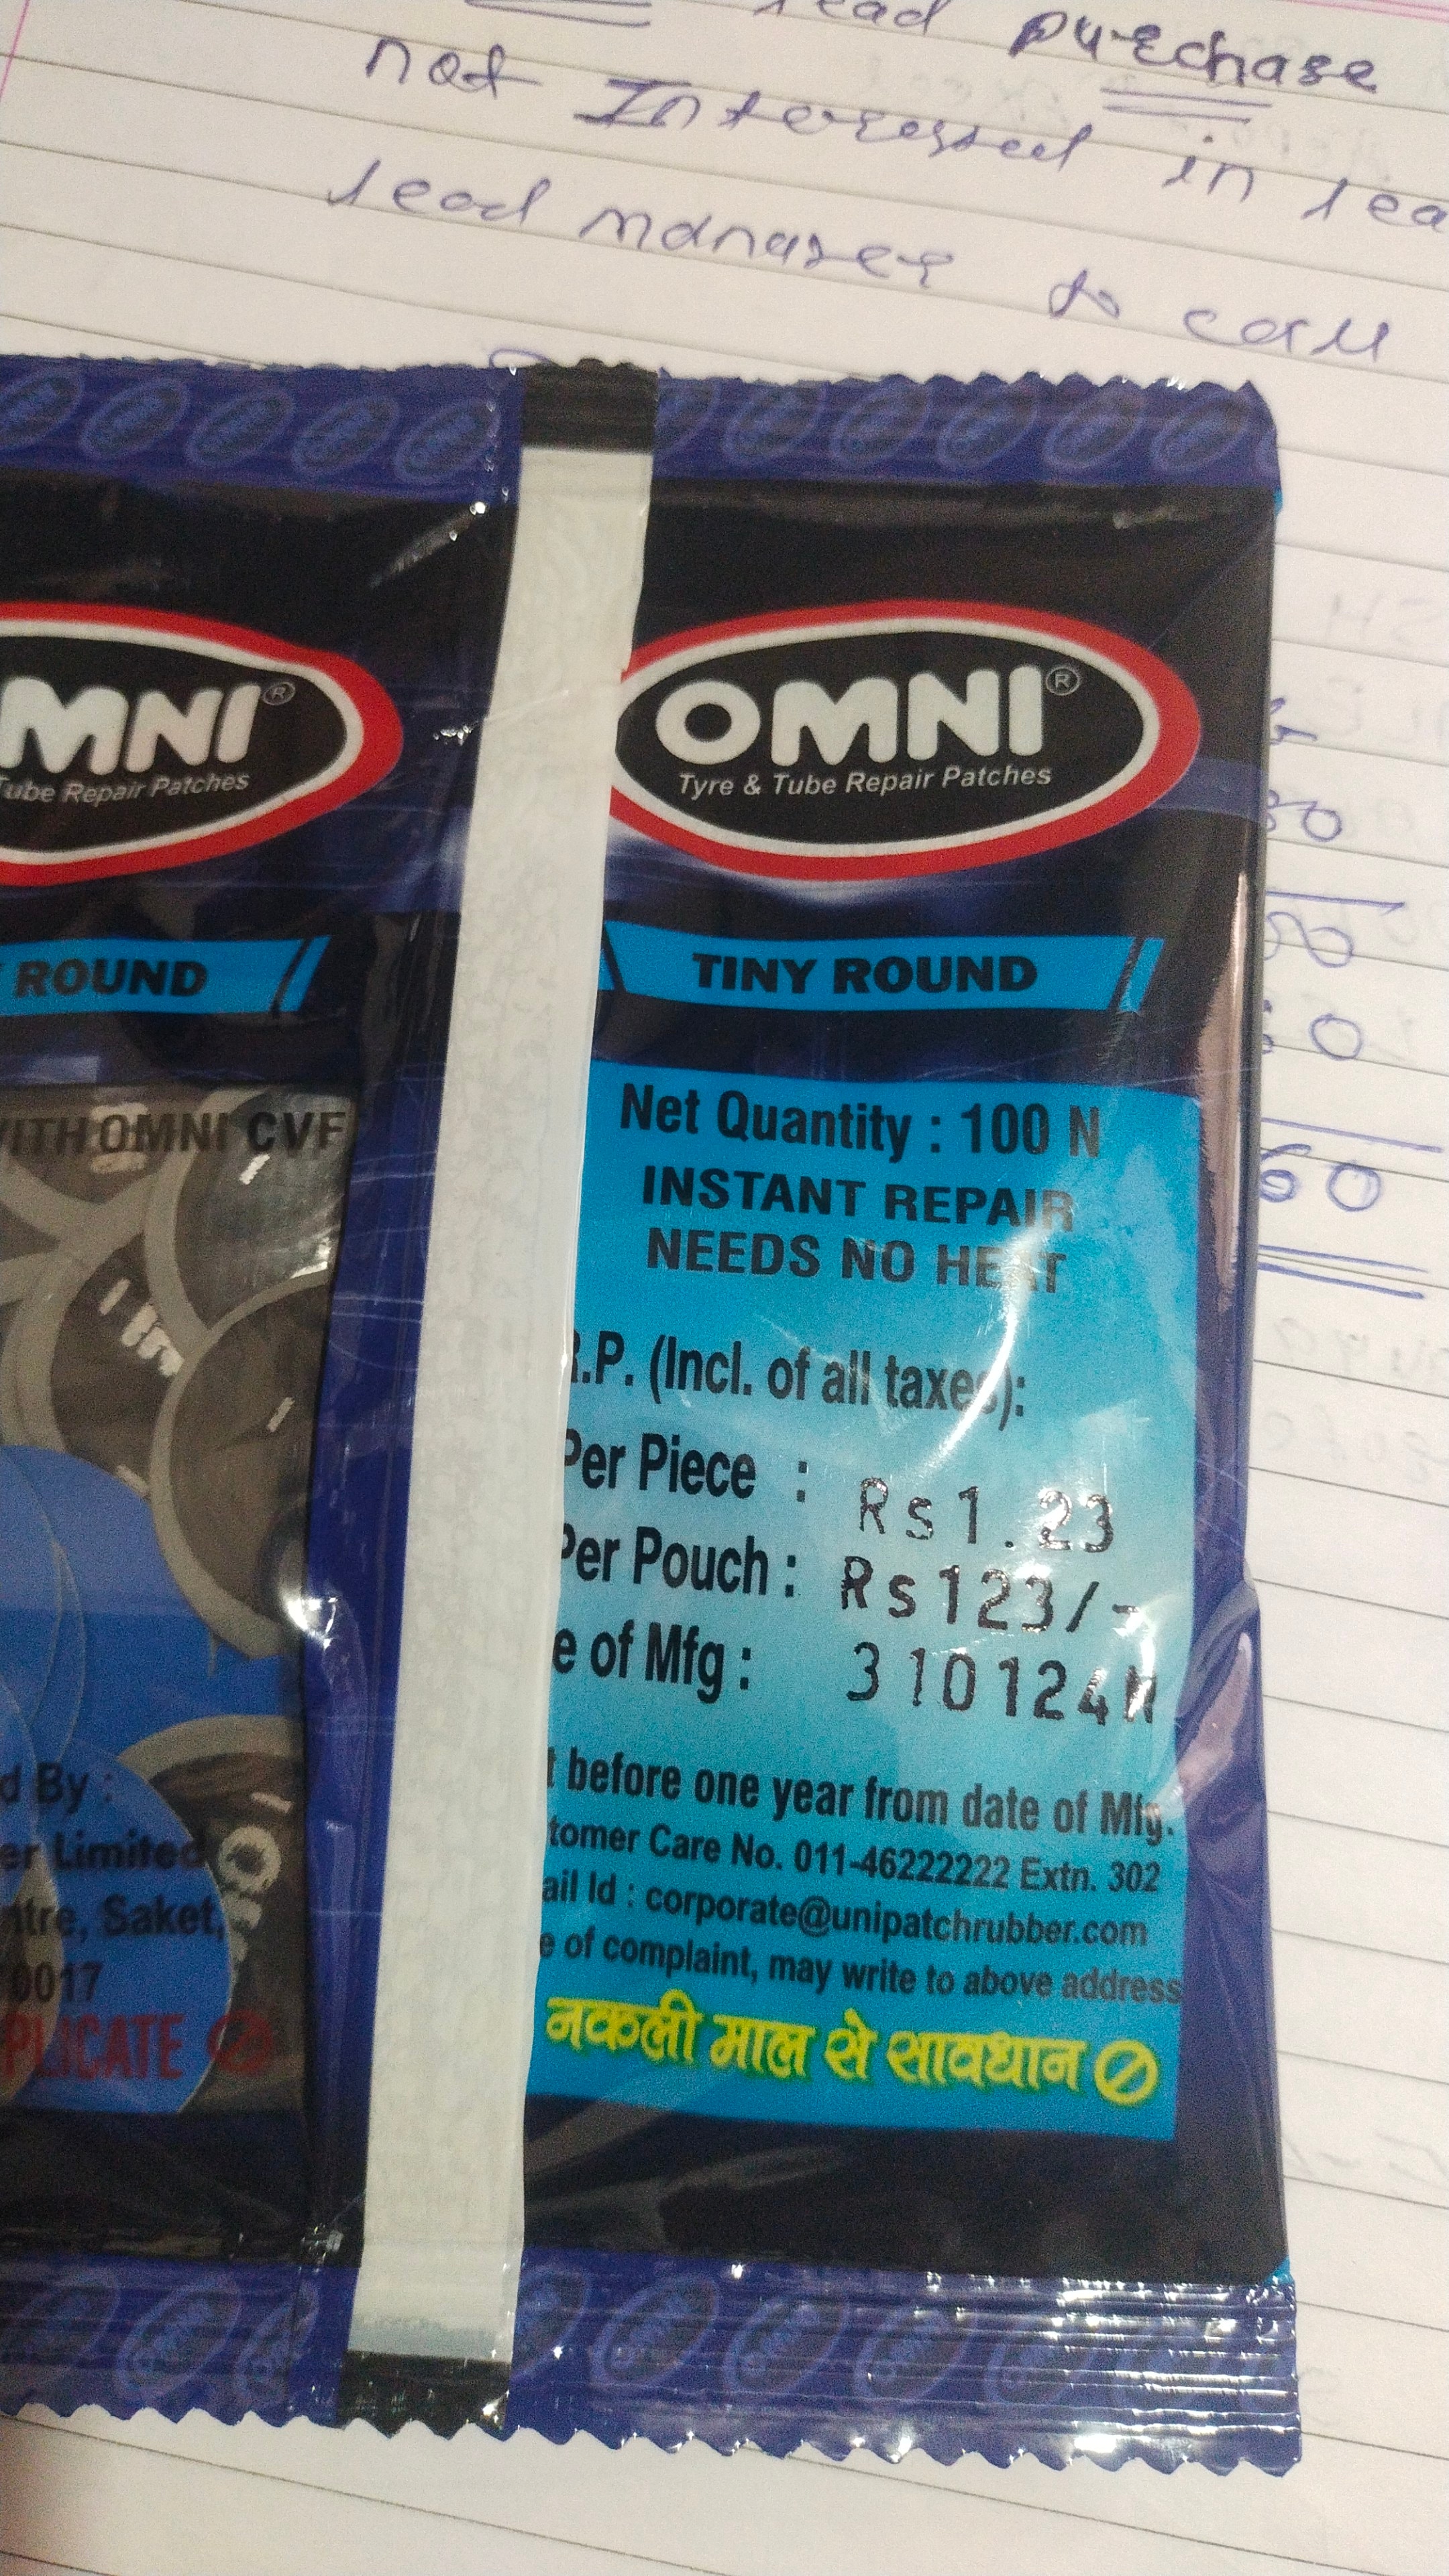 lead purchase
not Interessted in lea
lead manager to call
MNI®
Tube Repair Patches
ROUND
WITH OMNI CVF
d By :
er Limited
ntre, Saket,
0017
PLICATE
OMNI®
Tyre & Tube Repair Patches
TINY ROUND
Net Quantity : 100 N
INSTANT REPAIR
NEEDS NO HEAT
R.P. (Incl. of all taxes):
Per Piece : Rs1.23
Per Pouch : Rs123/-
e of Mfg : 310124N
t before one year from date of Mfg.
tomer Care No. 011-46222222 Extn. 302
ail Id : corporate@unipatchrubber.com
e of complaint, may write to above address
नकली माल से सावधान
60